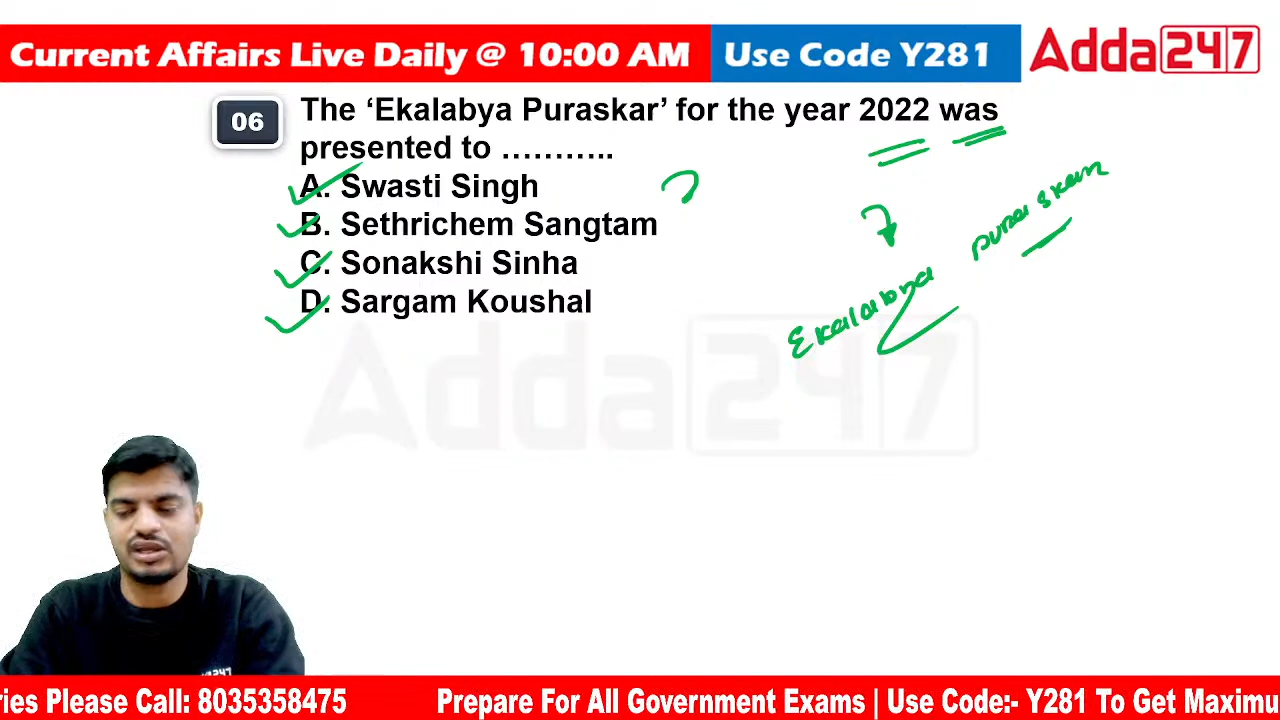 Current Affairs Live Daily @ 10:00 AM
Use Code Y281
Adda247
06
The ‘Ekalabya Puraskar’ for the year 2022 was
presented to ………..
A. Swasti Singh
B. Sethrichem Sangtam
C. Sonakshi Sinha
D. Sargam Koushal
Ekalabya puraskar
Adda247
ries Please Call: 8035358475
Prepare For All Government Exams | Use Code:- Y281 To Get Maximu